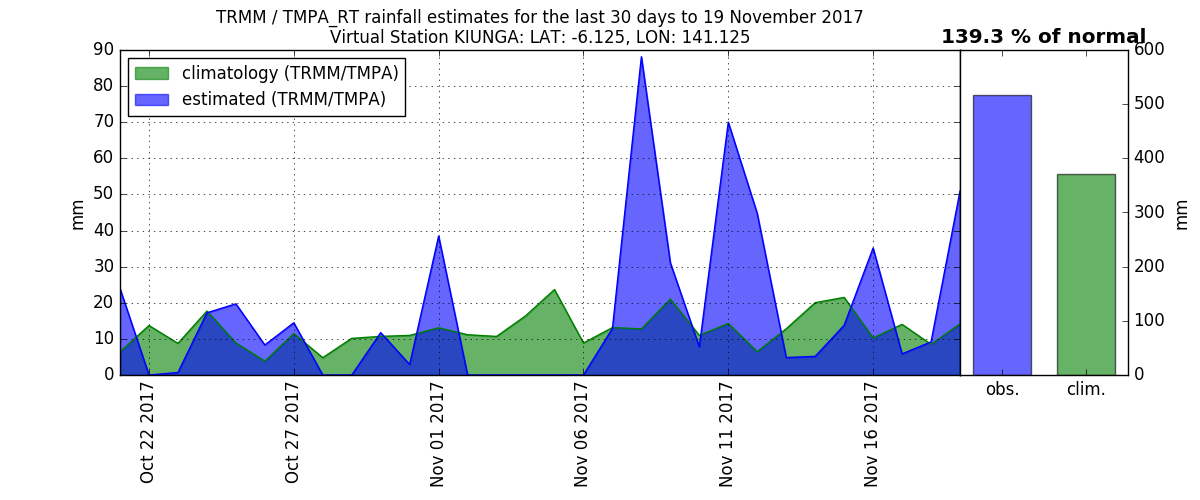 TRMM / TMPA_RT rainfall estimates for the last 30 days to 19 November 2017
Virtual Station KIUNGA: LAT: -6.125, LON: 141.125
139.3 % of normal
climatology (TRMM/TMPA)
estimated (TRMM/TMPA)
90
80
70
60
50
40
30
20
10
0
mm
Oct 22 2017
Oct 27 2017
Nov 01 2017
Nov 06 2017
Nov 11 2017
Nov 16 2017
600
500
400
300
200
100
0
mm
obs.
clim.